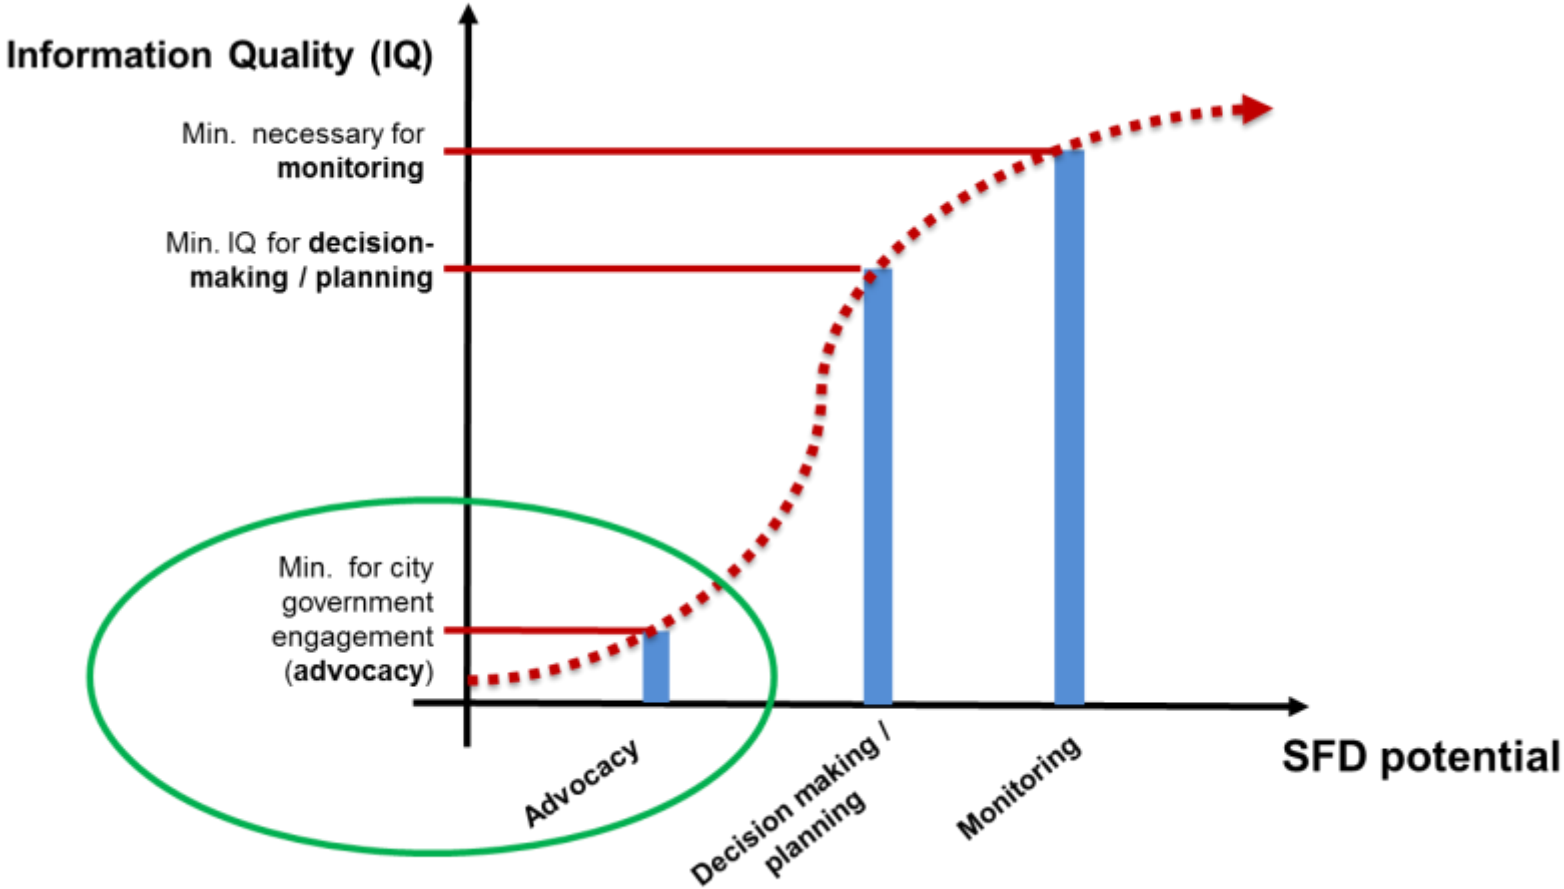 Information Quality (IQ)
Min. necessary for
monitoring
Min. IQ for decision-
making / planning
Min. for city
government
engagement
(advocacy)
Advocacy
Decision making /
planning
Monitoring
SFD potential